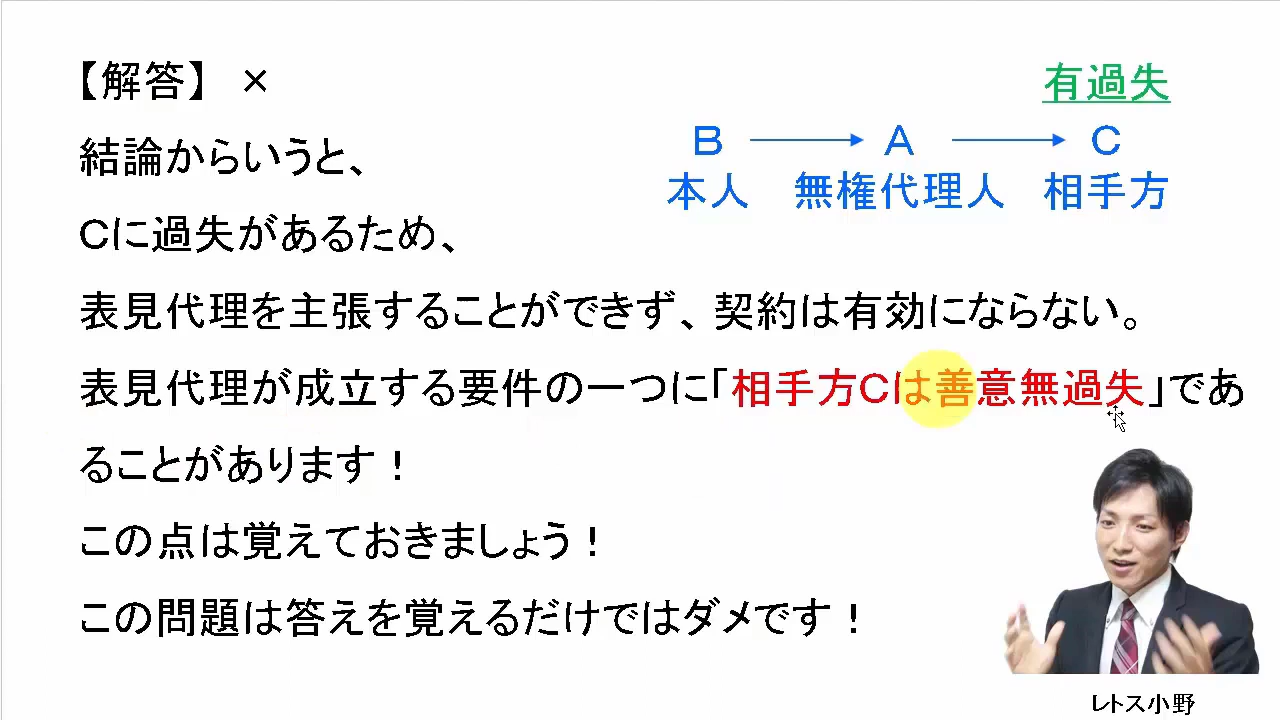 【解答】 ×
有過失
B → A → C
本人 無権代理人 相手方
結論からいうと、
Cに過失があるため、
表見代理を主張することができず、契約は有効にならない。
表見代理が成立する要件の一つに「相手方Cは善意無過失」であ
ることがあります！
この点は覚えておきましょう！
この問題は答えを覚えるだけではダメです！
レトス小野